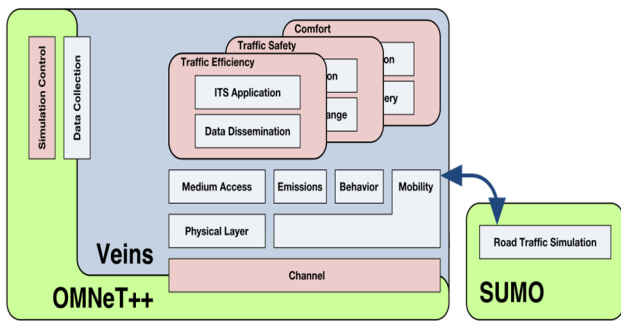 Comfort
Traffic Safety
Traffic Efficiency
Simulation Control
Data Collection
ITS Application
Data Dissemination
Medium Access
Emissions
Behavior
Mobility
Physical Layer
Road Traffic Simulation
Veins
Channel
OMNeT++
SUMO